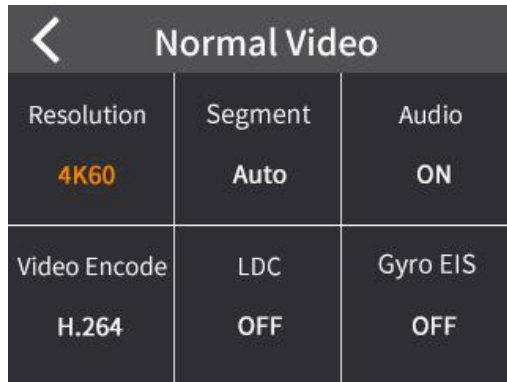 Normal Video
Resolution Segment Audio
4K60 Auto ON
Video Encode LDC Gyro EIS
H.264 OFF OFF